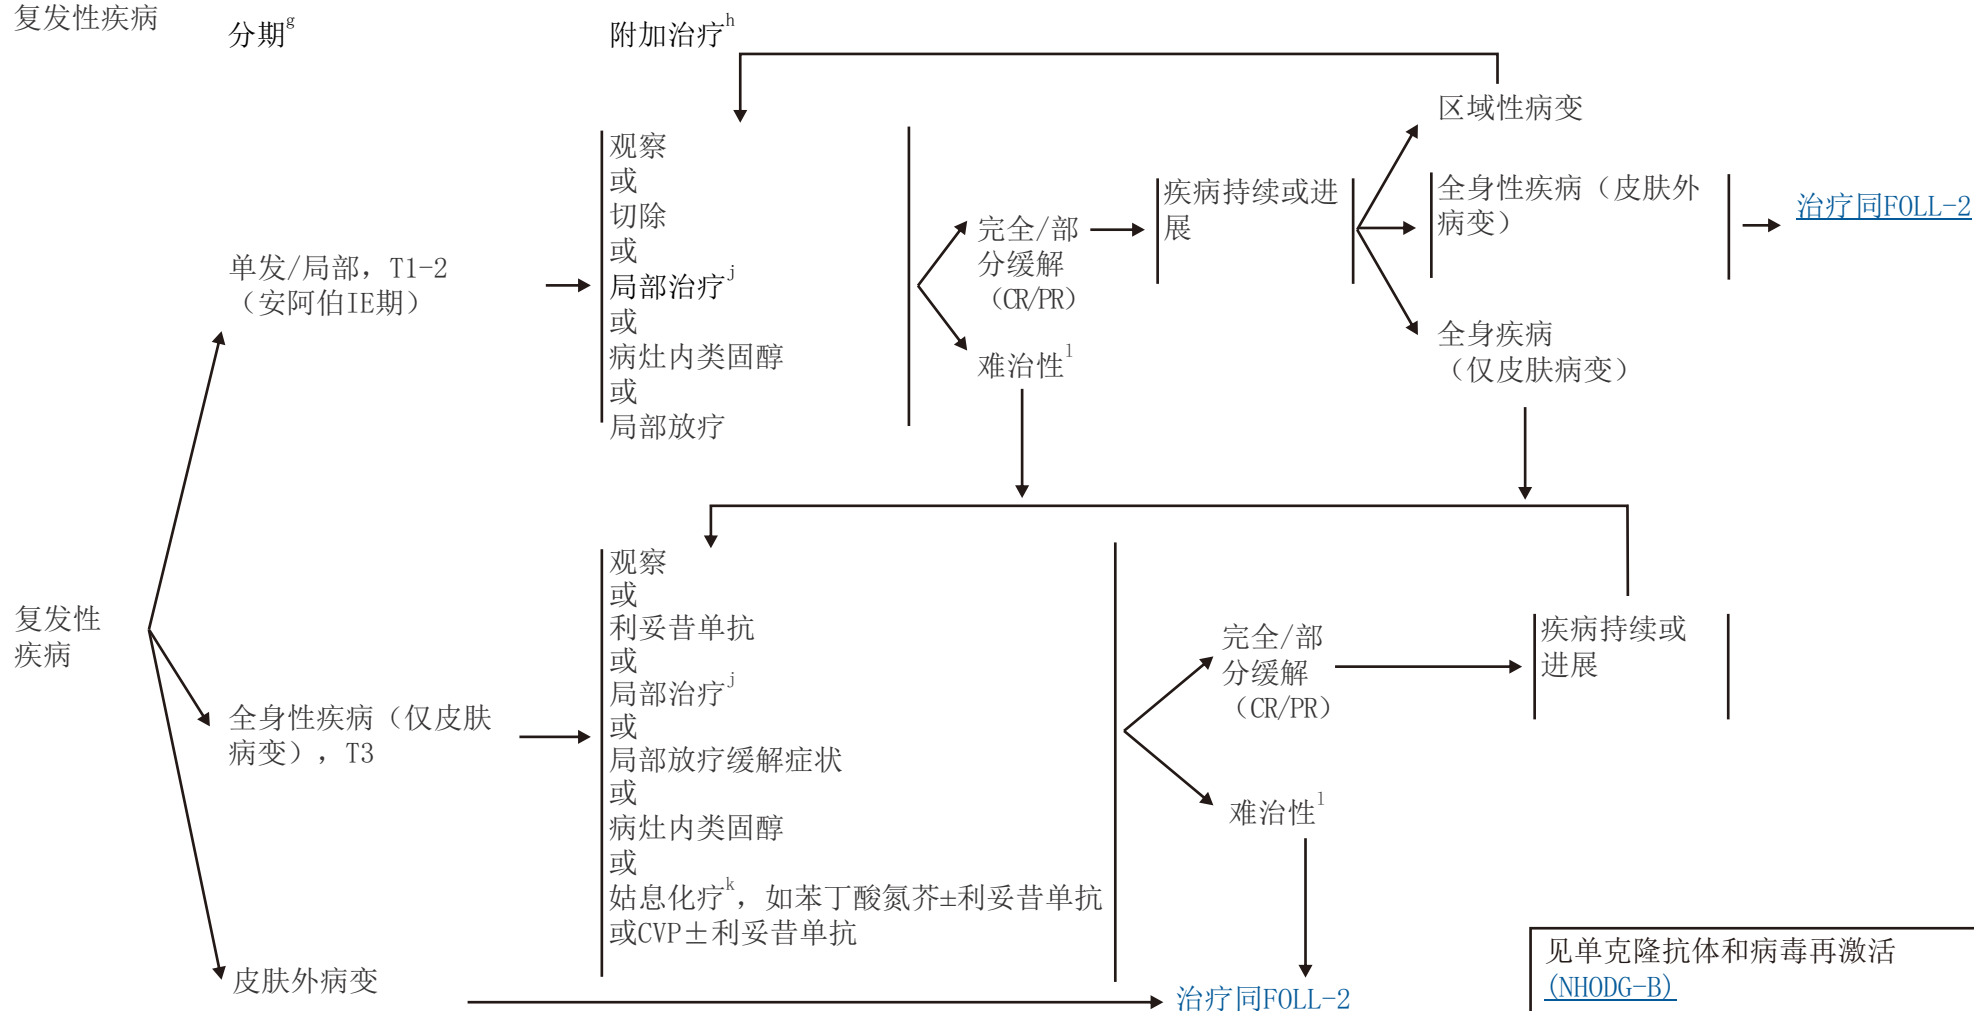 复发性疾病
分期g
附加治疗h
观察
或
切除
或
局部治疗j
或
病灶内类固醇
或
局部放疗
单发/局部，T1-2
（安阿伯IE期）
完全/部
分缓解
（CR/PR）
难治性l
疾病持续或进
展
区域性病变
全身性疾病（皮肤外
病变）
全身疾病
（仅皮肤病变）
治疗同FOLL-2
复发性
疾病
全身性疾病（仅皮肤
病变），T3
观察
或
利妥昔单抗
或
局部治疗j
或
局部放疗缓解症状
或
病灶内类固醇
或
姑息化疗k，如苯丁酸氮芥±利妥昔单抗
或CVP±利妥昔单抗
完全/部
分缓解
（CR/PR）
难治性l
疾病持续或
进展
皮肤外病变
治疗同FOLL-2
见单克隆抗体和病毒再激活
(NHODG-B)